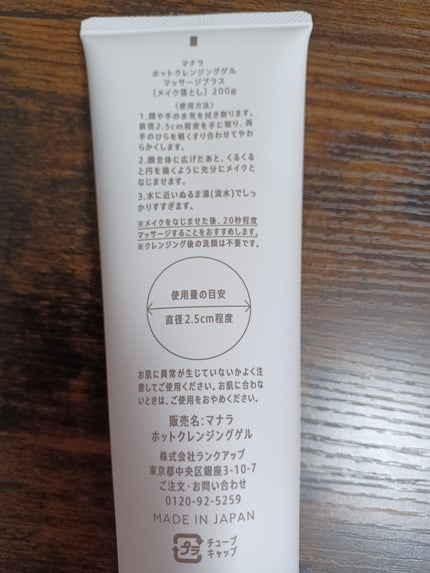 マナラ
ホットクレンジングゲル
マッサージプラス
[メイク落とし] 200g
〈使用方法〉
1.顔や手の水気を拭き取ります。
直径2.5cm程度を手に取り、両
手のひらを軽くすり合わせてやわ
らかくします。
2.顔全体に広げたあと、くるくる
と円を描くように充分にメイクと
なじませます。
3.水に近いぬるま湯(流水)でしっ
かりすすぎます。
※メイクをなじませた後、20秒程度
マッサージすることをおすすめします。
※クレンジング後の洗顔は不要です。
使用量の目安
直径2.5cm程度
お肌に異常が生じていないかよく注
意してご使用ください。お肌に合わな
いときは、ご使用をおやめください。
販売名:マナラ
ホットクレンジングゲル
株式会社ランクアップ
東京都中央区銀座3-10-7
ご注文・お問い合わせ
0120-92-5259
MADE IN JAPAN
プラ
チューブ
キャップ